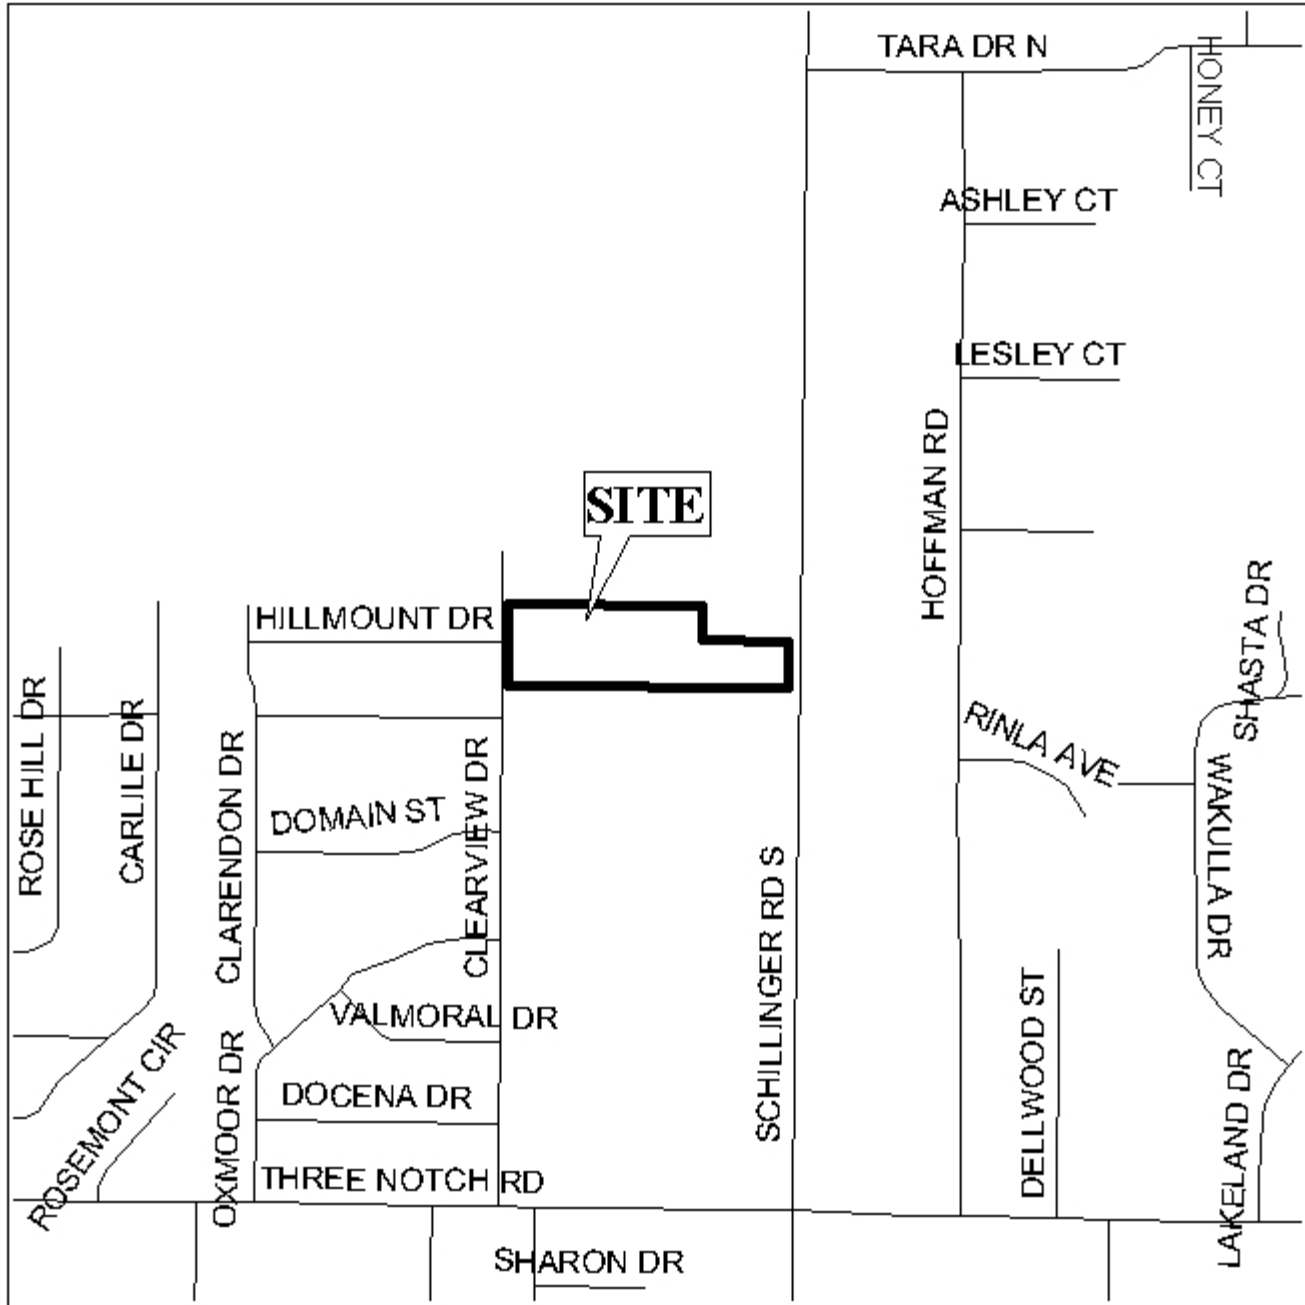 TARA DR N
HONEY CT
ASHLEY CT
LESLEY CT
HOFFMAN RD
SITE
HILLMOUNT DR
SHASTA DR
ROSE HILL DR
CARLILE DR
CLARENDON DR
CLEARVIEW DR
RINLA AVE
WAKULLA DR
DOMAIN ST
SCHILLINGER RD S
VALMORAL DR
DELLWOOD ST
ROSEMONT CIR
OXMOOR DR
DOCENA DR
LAKELAND DR
THREE NOTCH RD
SHARON DR